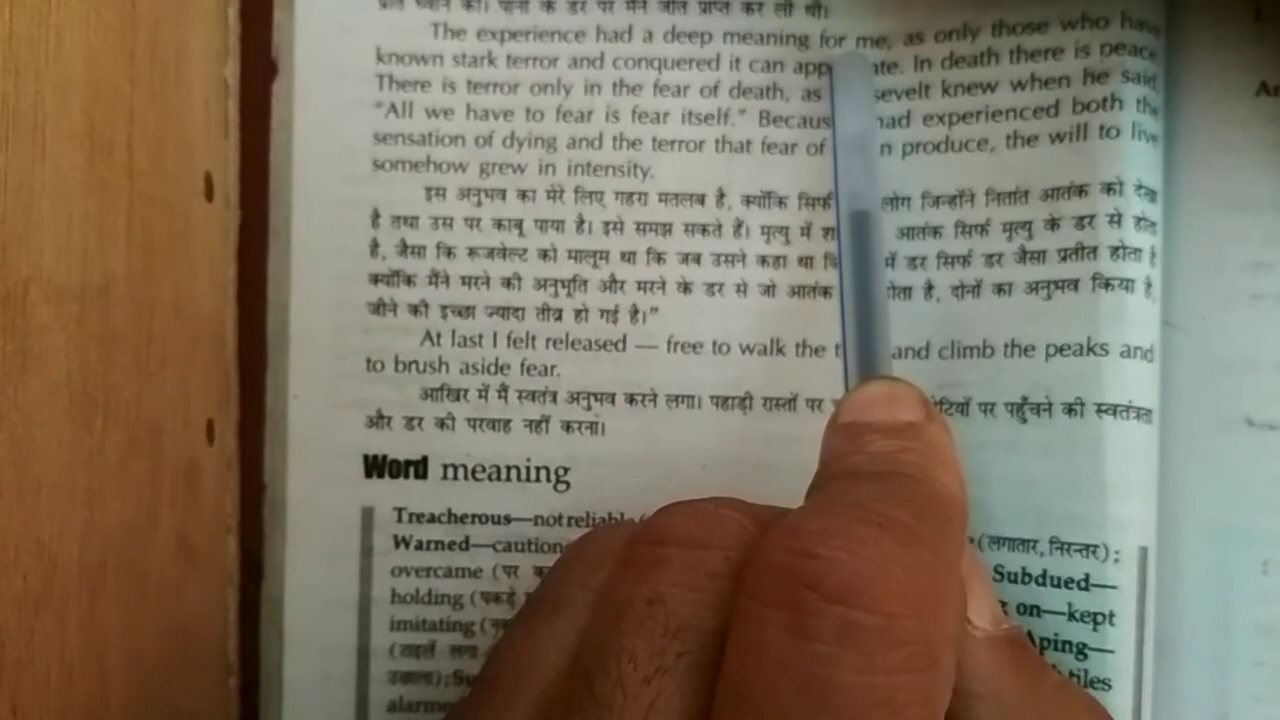 प्राप्त कर ली थी।
The experience had a deep meaning for me, as only those who have
known stark terror and conquered it can app ate. In death there is peace
There is terror only in the fear of death, as sevelt knew when he said
"All we have to fear is fear itself." Becaus had experienced both the
sensation of dying and the terror that fear of n produce, the will to live
somehow grew in intensity.
इस अनुभव का मेरे लिए गहरा मतलब है, क्योंकि सिर्फ लोग जिन्होंने नितांत आतंक को देखा
है तथा उस पर काबू पाया है। इसे समझ सकते हैं। मृत्यु में श आतंक सिर्फ मृत्यु के डर से होता
है, जैसा कि रूजवेल्ट को मालूम था कि जब उसने कहा था कि में डर सिर्फ डर जैसा प्रतीत होता है
क्योंकि मैंने मरने की अनुभूति और मरने के डर से जो आतंक होता है, दोनों का अनुभव किया है,
जीने की इच्छा ज्यादा तीव्र हो गई है।"
At last I felt released — free to walk the t and climb the peaks and
to brush aside fear.
आखिर में मैं स्वतंत्र अनुभव करने लगा। पहाड़ी रास्तों पर चोटियों पर पहुँचने की स्वतंत्रता
और डर की परवाह नहीं करना।
Word meaning
Treacherous—not reliable (लगातार, निरन्तर);
Warned—caution Subdued—
overcame (पर on—kept
holding (पकड़े Aping—
imitating ( tiles
(टाइलें लगा
alarme